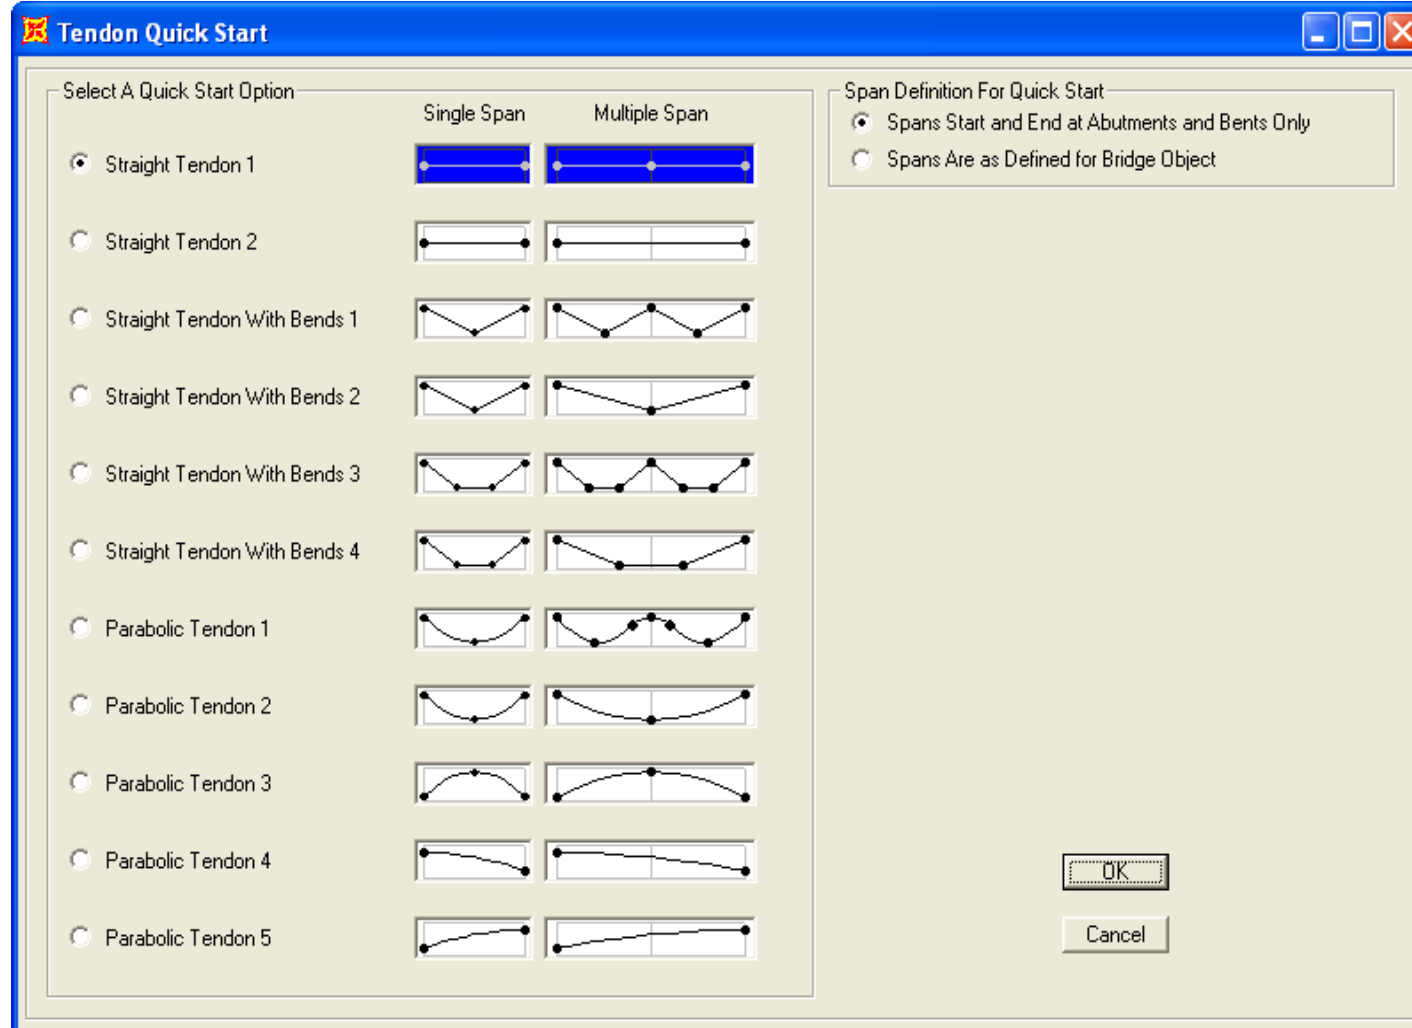 Tendon Quick Start
Select A Quick Start Option
Single Span
Multiple Span
Straight Tendon 1
Straight Tendon 2
Straight Tendon With Bends 1
Straight Tendon With Bends 2
Straight Tendon With Bends 3
Straight Tendon With Bends 4
Parabolic Tendon 1
Parabolic Tendon 2
Parabolic Tendon 3
Parabolic Tendon 4
Parabolic Tendon 5
Span Definition For Quick Start
Spans Start and End at Abutments and Bents Only
Spans Are as Defined for Bridge Object
OK
Cancel